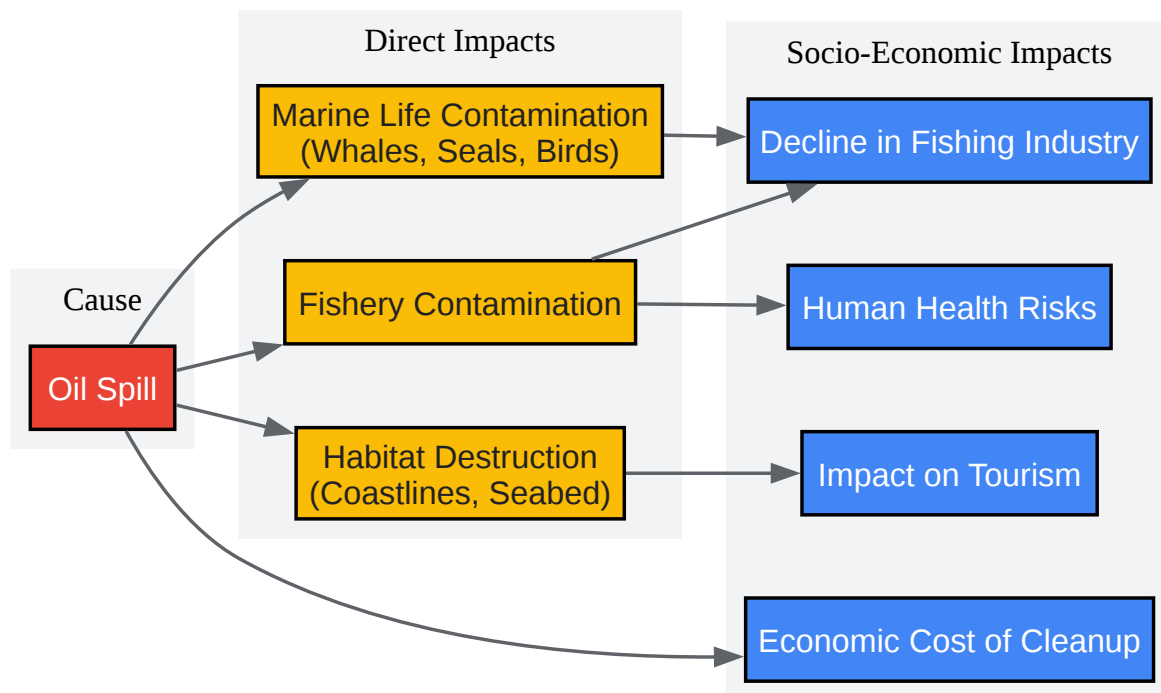 Direct Impacts
Socio-Economic Impacts
Marine Life Contamination
(Whales, Seals, Birds)
Decline in Fishing Industry
Cause
Fishery Contamination
Human Health Risks
Oil Spill
Habitat Destruction
(Coastlines, Seabed)
Impact on Tourism
Economic Cost of Cleanup